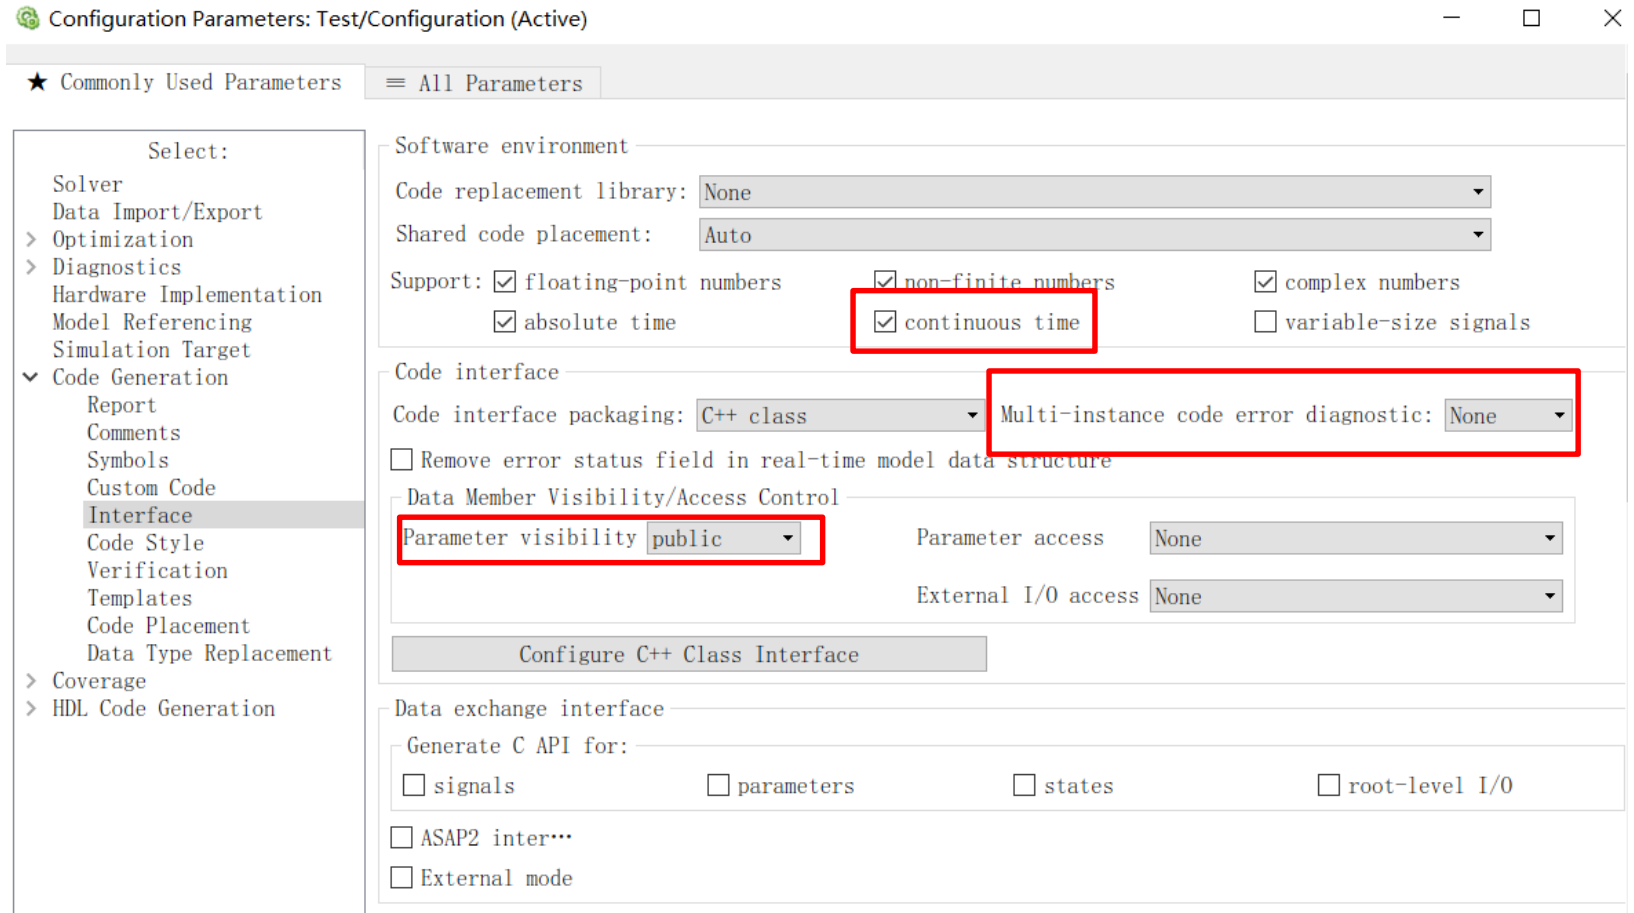 Configuration Parameters: Test/Configuration (Active)
★ Commonly Used Parameters
≡ All Parameters
Select:
Solver
Data Import/Export
Optimization
Diagnostics
Hardware Implementation
Model Referencing
Simulation Target
Code Generation
Report
Comments
Symbols
Custom Code
Interface
Code Style
Verification
Templates
Code Placement
Data Type Replacement
Coverage
HDL Code Generation
Software environment
Code replacement library: None
Shared code placement: Auto
Support: floating-point numbers non-finite numbers complex numbers
absolute time continuous time variable-size signals
Code interface
Code interface packaging: C++ class Multi-instance code error diagnostic: None
Remove error status field in real-time model data structure
Data Member Visibility/Access Control
Parameter visibility public Parameter access None
External I/O access None
Configure C++ Class Interface
Data exchange interface
Generate C API for:
signals parameters states root-level I/O
ASAP2 inter…
External mode